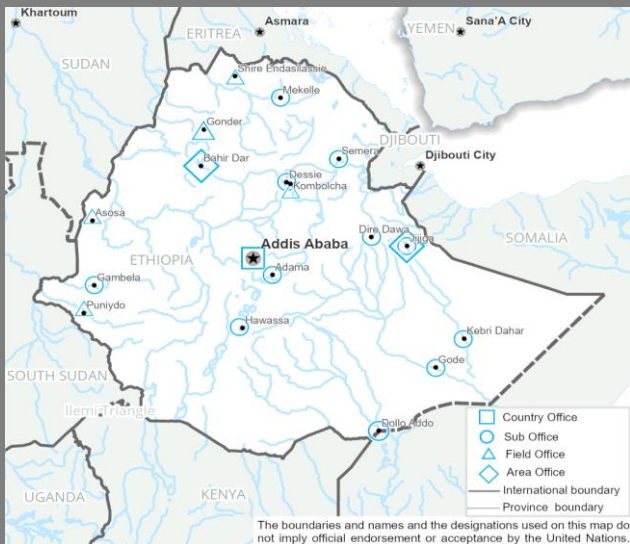 Khartoum
Asmara
Sana'A City
YEMEN
ERITREA
SUDAN
Shire Endasilassie
Mekelle
Gonder
Bahir Dar
Semera
DJIBOUTI
Djibouti City
Dessie
Kombolcha
Asosa
Dire Dawa
Jijiga
SOMALIA
Addis Ababa
ETHIOPIA
Adama
Gambela
Puniydo
Hawassa
Kebri Dahar
Gode
SOUTH SUDAN
Ilemi Triangle
Dollo Addo
UGANDA
KENYA
Country Office
Sub Office
Field Office
Area Office
International boundary
Province boundary
The boundaries and names and the designations used on this map do
not imply official endorsement or acceptance by the United Nations.